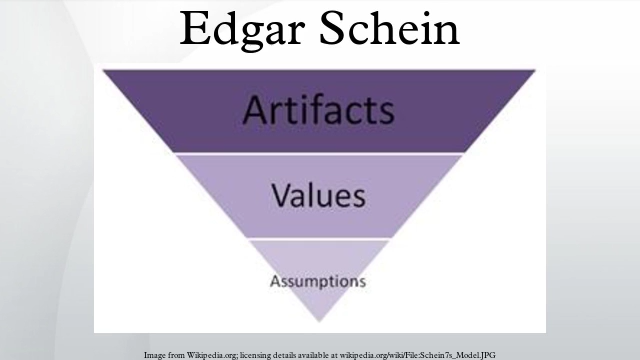 Edgar Schein
Artifacts
Values
Assumptions
Image from Wikipedia.org; licensing details available at wikipedia.org/wiki/File:Schein7s_Model.JPG